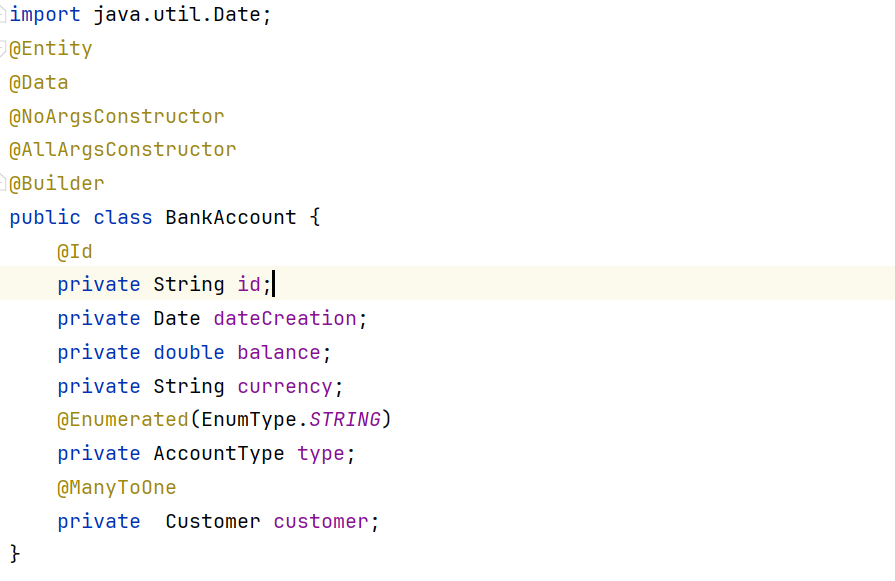 import java.util.Date;
@Entity
@Data
@NoArgsConstructor
@AllArgsConstructor
@Builder
public class BankAccount {
    @Id
    private String id;
    private Date dateCreation;
    private double balance;
    private String currency;
    @Enumerated(EnumType.STRING)
    private AccountType type;
    @ManyToOne
    private  Customer customer;
}